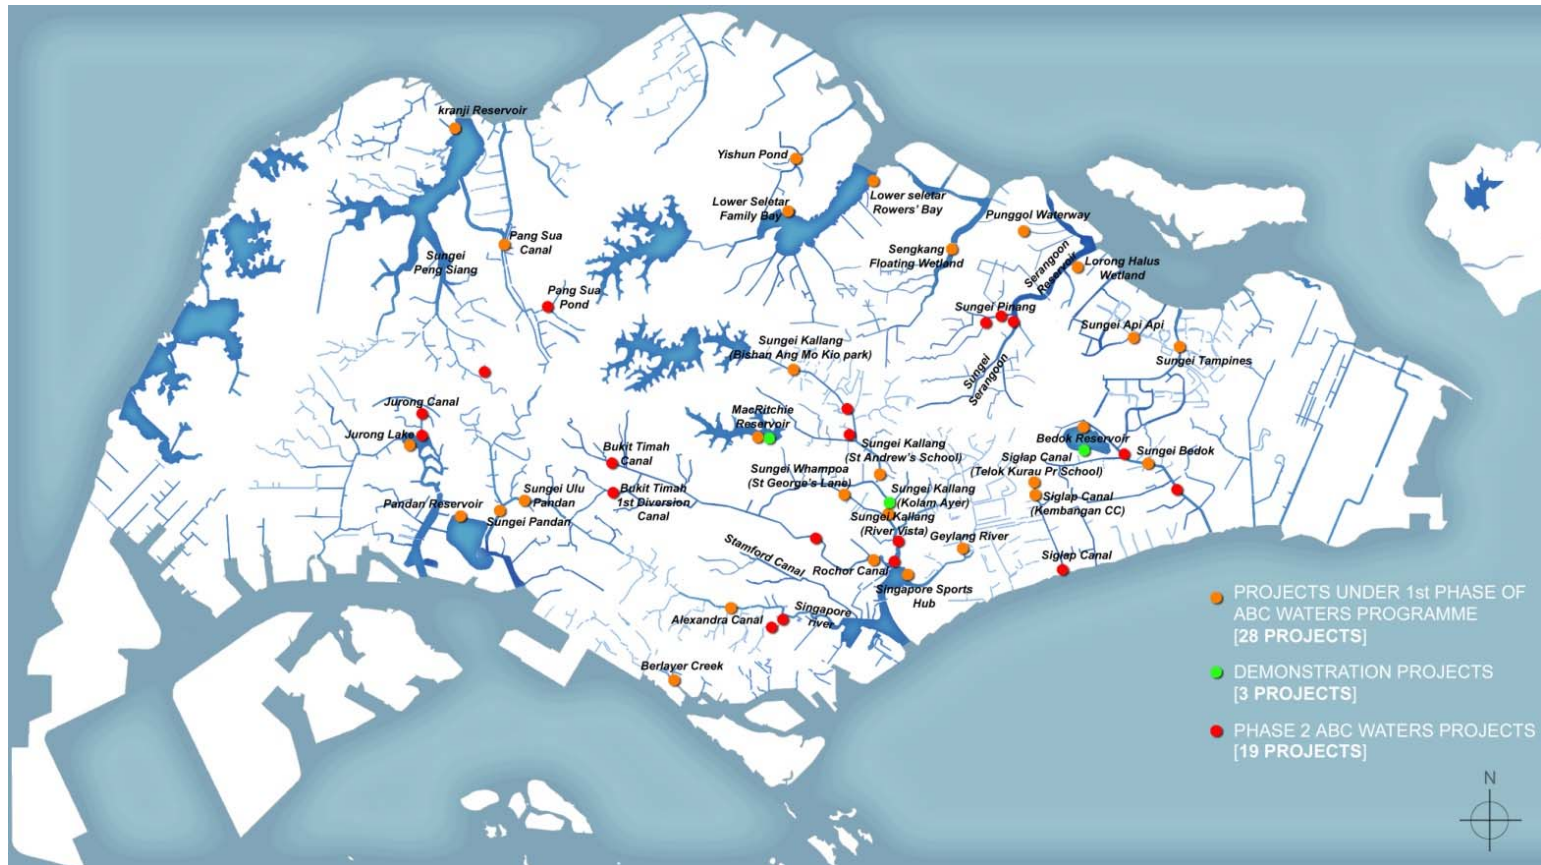 kranji Reservoir
Yishun Pond
Lower Seletar
Family Bay
Lower seletar
Rowers' Bay
Punggol Waterway
Pang Sua
Canal
Sungei
Peng Siang
Sengkang
Floating Wetland
Serangoon
Reservoir
Lorong Halus
Wetland
Pang Sua
Pond
Sungei Pinang
Sungei Api Api
Sungei Tampines
Sungei Kallang
(Bishan Ang Mo Kio park)
Sungei
Serangoon
Jurong Canal
MacRitchie
Reservoir
Jurong Lake
Bukit Timah
Canal
Sungei Kallang
(St Andrew's School)
Bedok Reservoir
Siglap Canal
(Telok Kurau Pr School)
Sungei Bedok
Sungei Whampoa
(St George's Lane)
Sungei Ulu
Pandan
Bukit Timah
1st Diversion
Canal
Sungei Kallang
(Kolam Ayer)
Siglap Canal
(Kembangan CC)
Pandan Reservoir
Sungei Pandan
Sungei Kallang
(River Vista)
Geylang River
Stamford Canal
Rochor Canal
Siglap Canal
Singapore Sports
Hub
Alexandra Canal
Singapore
river
Berlayer Creek
PROJECTS UNDER 1st PHASE OF
ABC WATERS PROGRAMME
[28 PROJECTS]
DEMONSTRATION PROJECTS
[3 PROJECTS]
PHASE 2 ABC WATERS PROJECTS
[19 PROJECTS]
N